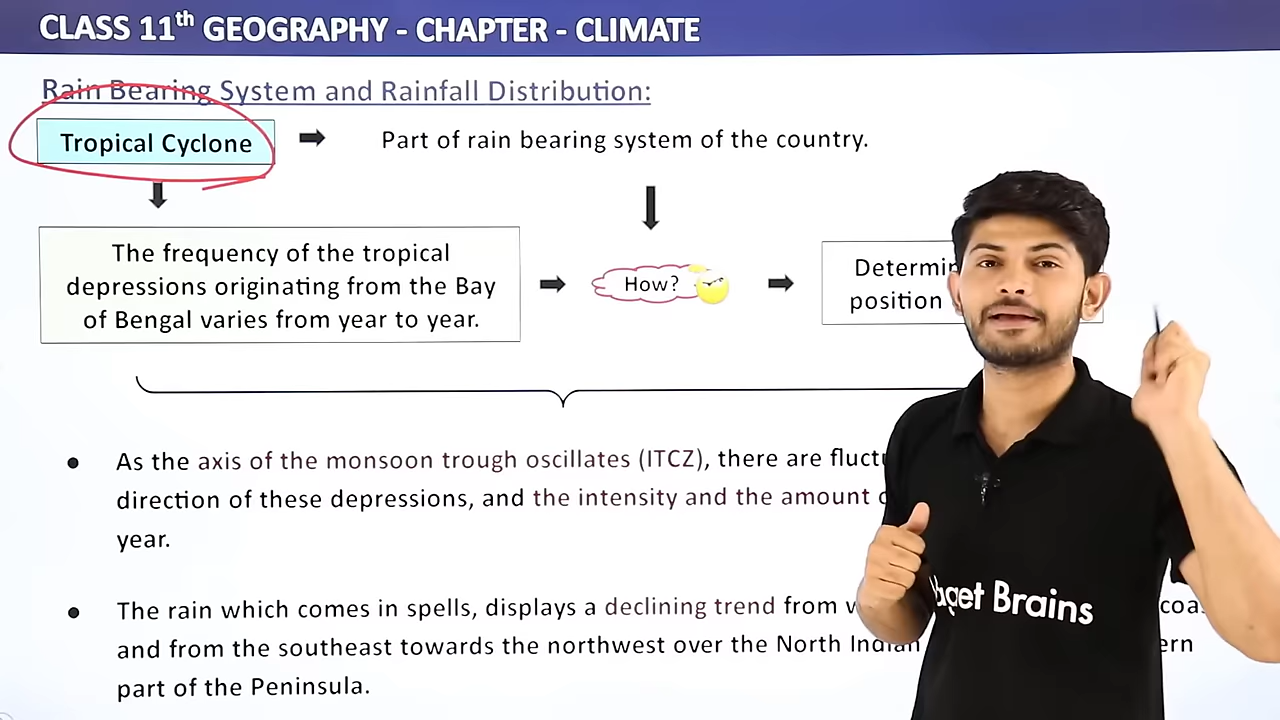 CLASS 11th GEOGRAPHY - CHAPTER - CLIMATE
Rain Bearing System and Rainfall Distribution:
Tropical Cyclone
Part of rain bearing system of the country.
The frequency of the tropical
depressions originating from the Bay
of Bengal varies from year to year.
How?
position
As the axis of the monsoon trough oscillates (ITCZ), there are
direction of these depressions, and the intensity and the amount
year.
The rain which comes in spells, displays a declining trend from
and from the southeast towards the northwest over the North Indian
part of the Peninsula.
Brains